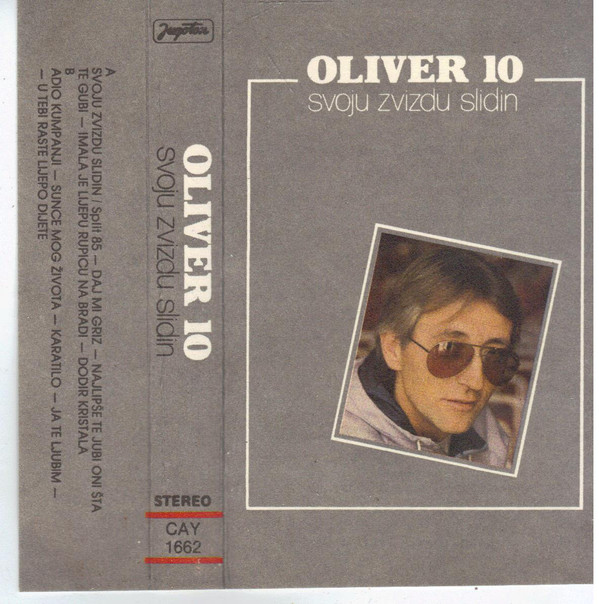 A
SVOJU ZVIZDU SLIDIN / Split 85 – DAJ MI GRIZ – NAJLIPŠE TE JUBI ONI ŠTA
TE GUBI – IMALA JE LIJEPU RUPICU NA BRADI – DODIR KRISTALA
B
ADIO KUMPANJI – SUNCE MOG ŽIVOTA – KARATILO – JA TE LJUBIM –
– U TEBI RASTE LIJEPO DIJETE
Jugoton
OLIVER 10
svoju zvizdu slidin
STEREO
CAY
1662
OLIVER 10
svoju zvizdu slidin